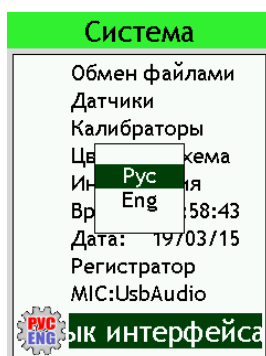 Система
Обмен файлами
Датчики
Калибраторы
Рус
Eng
:58:43
Дата: 19/03/15
Регистратор
MIC:UsbAudio
РУС
ENG
интерфейса